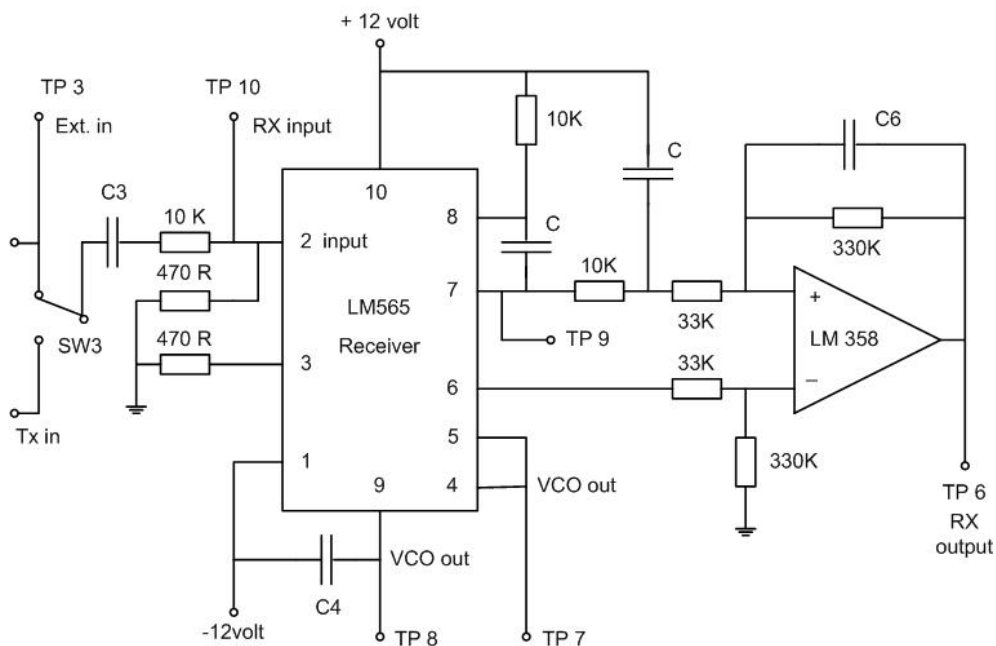 + 12 volt
TP 3
TP 10
Ext. in
RX input
10K
C6
C3
C
10
10 K
8
330K
2 input
C
470 R
10K
7
LM565
+
33K
SW3
470 R
Receiver
TP 9
LM 358
3
33K
–
6
Tx in
5
330K
1
9
4
VCO out
TP 6
RX
output
VCO out
C4
-12volt
TP 8
TP 7